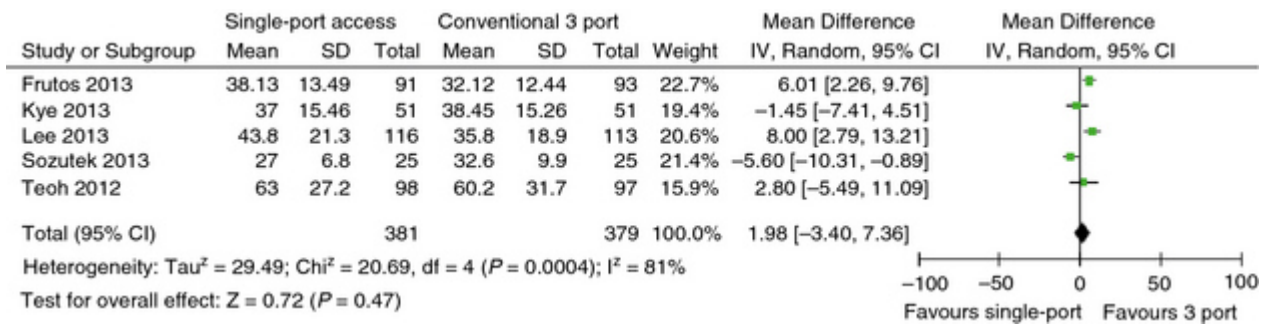 Single-port access Conventional 3 port Mean Difference Mean Difference
Study or Subgroup Mean SD Total Mean SD Total Weight IV, Random, 95% CI IV, Random, 95% CI
Frutos 2013 38.13 13.49 91 32.12 12.44 93 22.7% 6.01 [2.26, 9.76]
Kye 2013 37 15.46 51 38.45 15.26 51 19.4% −1.45 [−7.41, 4.51]
Lee 2013 43.8 21.3 116 35.8 18.9 113 20.6% 8.00 [2.79, 13.21]
Sozutek 2013 27 6.8 25 32.6 9.9 25 21.4% −5.60 [−10.31, −0.89]
Teoh 2012 63 27.2 98 60.2 31.7 97 15.9% 2.80 [−5.49, 11.09]
Total (95% CI) 381 379 100.0% 1.98 [−3.40, 7.36]
Heterogeneity: Tau² = 29.49; Chi² = 20.69, df = 4 (P = 0.0004); I² = 81%
Test for overall effect: Z = 0.72 (P = 0.47)
−100 −50 0 50 100
Favours single-port Favours 3 port